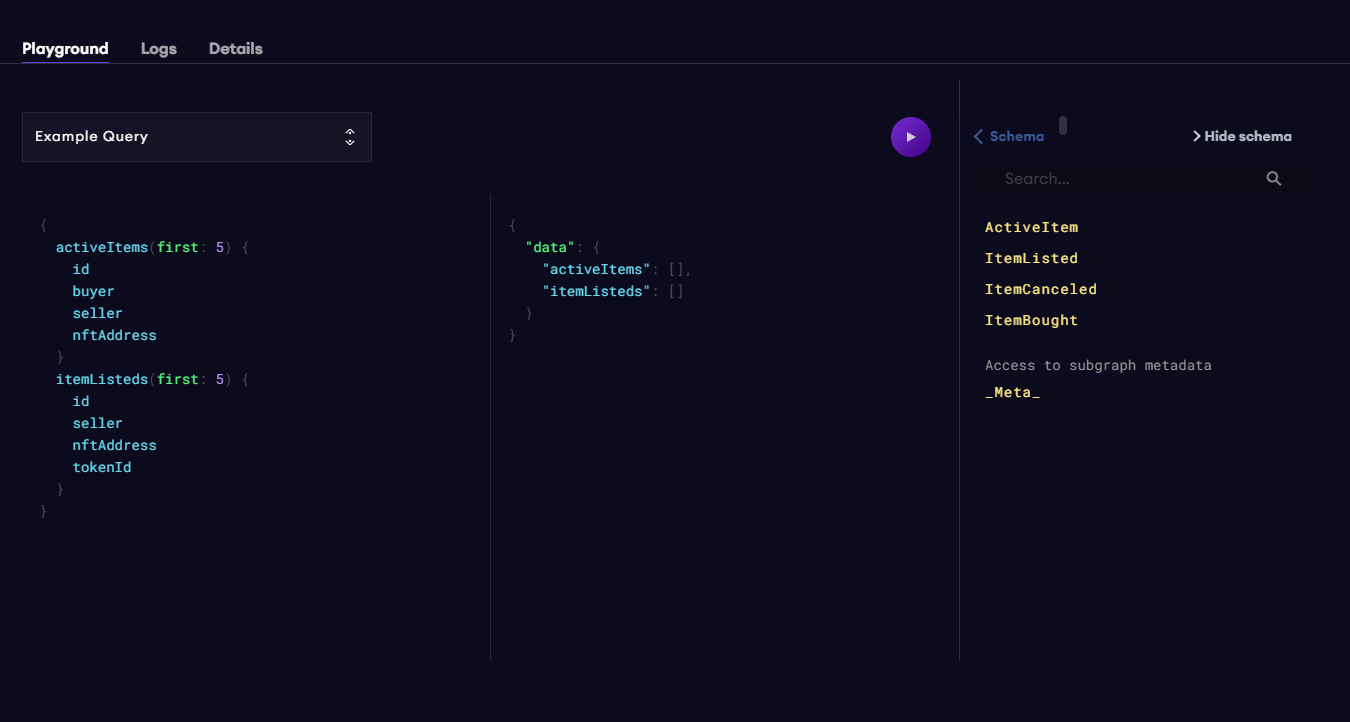 Playground Logs Details
Example Query
{
  activeItems(first: 5) {
    id
    buyer
    seller
    nftAddress
  }
  itemListeds(first: 5) {
    id
    seller
    nftAddress
    tokenId
  }
}
{
  "data": {
    "activeItems": [],
    "itemListeds": []
  }
}
Schema Hide schema
Search...
ActiveItem
ItemListed
ItemCanceled
ItemBought
Access to subgraph metadata
_Meta_